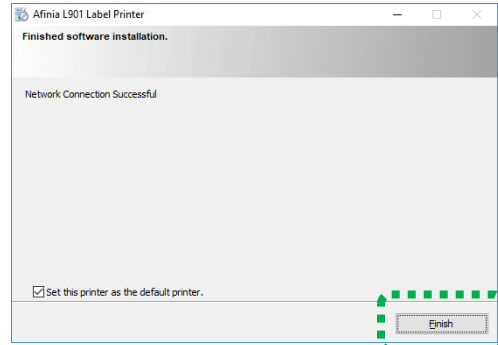 Afinia L901 Label Printer
Finished software installation.
Network Connection Successful
Set this printer as the default printer.
Finish